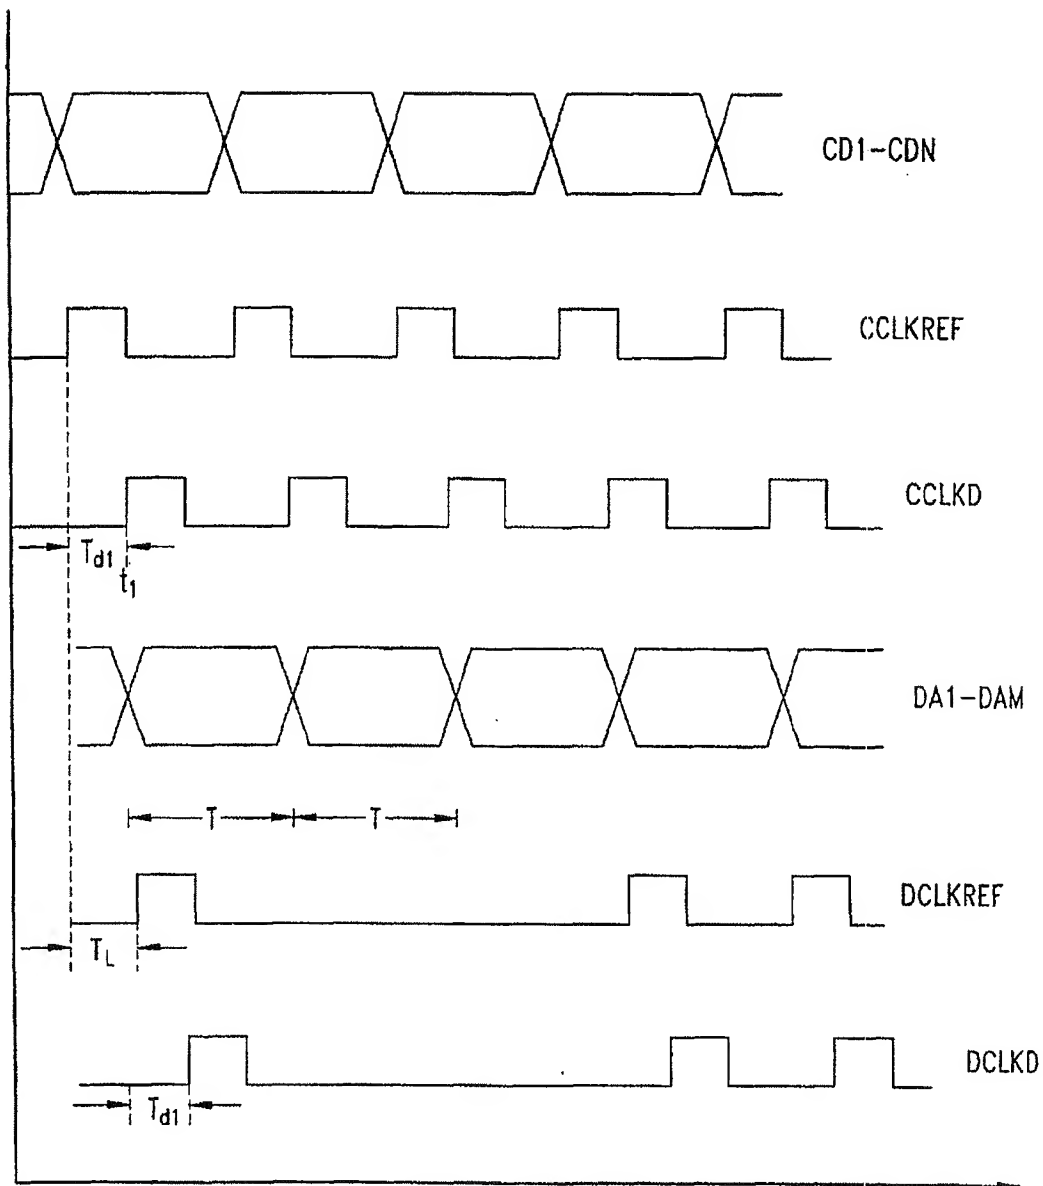 CD1-CDN
CCLKREF
CCLKD
Td1
t1
DA1-DAM
T T
DCLKREF
TL
DCLKD
Td1